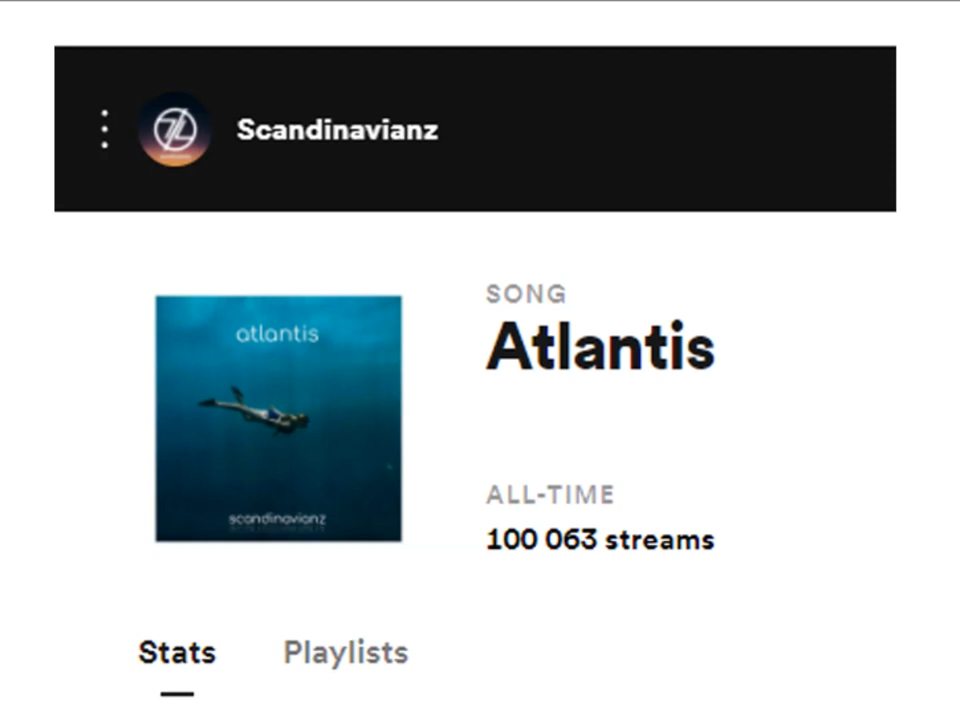 Scandinavianz
SONG
Atlantis
atlantis
scandinavianz
ALL-TIME
100 063 streams
Stats
Playlists